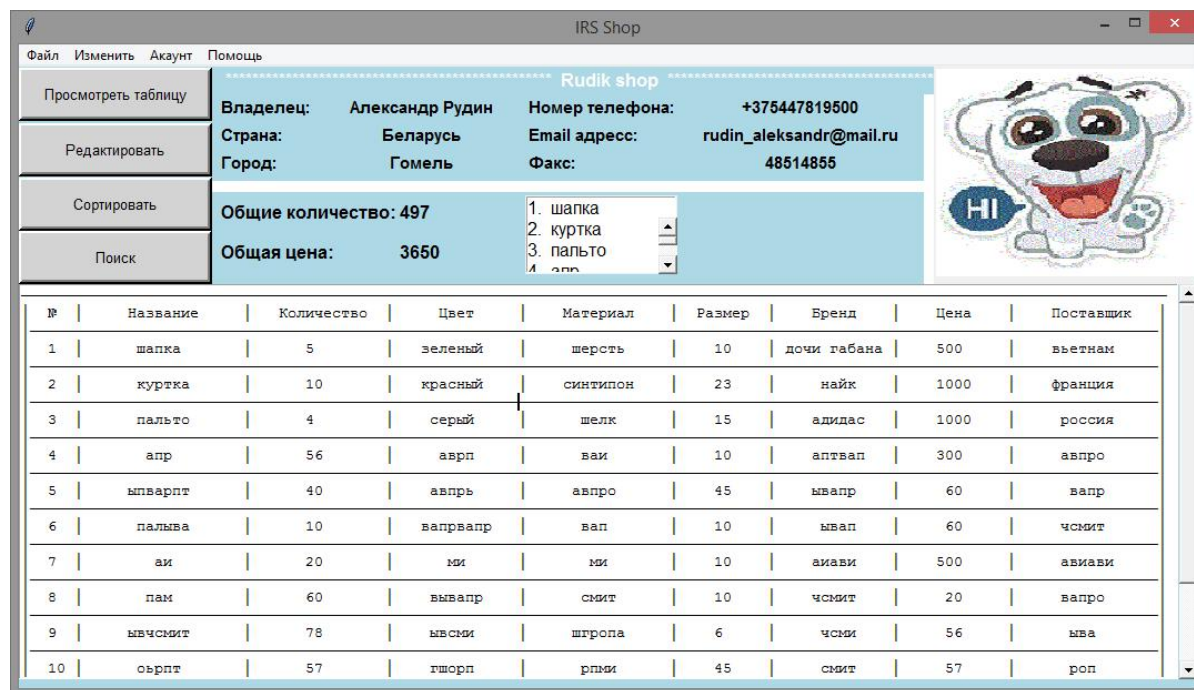 IRS Shop
Файл Изменить Акаунт Помощь
Просмотреть таблицу
Редактировать
Сортировать
Поиск
Rudik shop
Владелец: Александр Рудин Номер телефона: +375447819500
Страна: Беларусь Email адресс: rudin_aleksandr@mail.ru
Город: Гомель Факс: 48514855
Общие количество: 497
Общая цена: 3650
1. шапка
2. куртка
3. пальто
4. апр
HI
№ | Название | Количество | Цвет | Материал | Размер | Бренд | Цена | Поставщик
1 | шапка | 5 | зеленый | шерсть | 10 | дочи габана | 500 | вьетнам
2 | куртка | 10 | красный | синтипон | 23 | найк | 1000 | франция
3 | пальто | 4 | серый | шелк | 15 | адидас | 1000 | россия
4 | апр | 56 | аврп | ваи | 10 | аптвап | 300 | авпро
5 | ыпварпт | 40 | авпрь | авпро | 45 | ывапр | 60 | вапр
6 | палыва | 10 | вапрвапр | вап | 10 | ывап | 60 | чсмит
7 | аи | 20 | ми | ми | 10 | аиави | 500 | авиави
8 | пам | 60 | вывапр | смит | 10 | чсмит | 20 | вапро
9 | ывчсмит | 78 | ывсми | шгропа | 6 | чсми | 56 | ыва
10 | оьрпт | 57 | гшорп | рпми | 45 | смит | 57 | роп